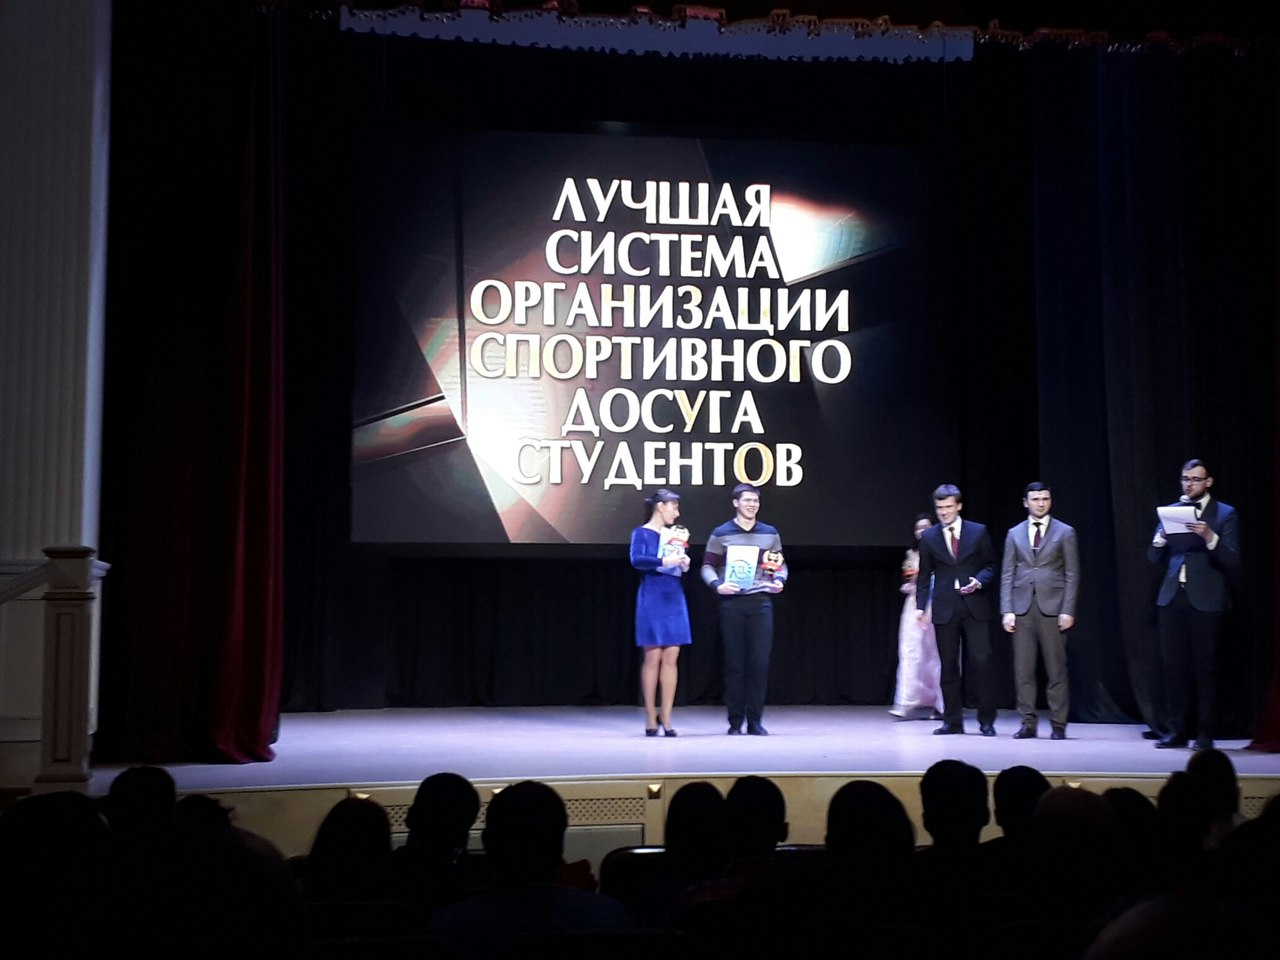 ЛУЧШАЯ
СИСТЕМА
ОРГАНИЗАЦИИ
СПОРТИВНОГО
ДОСУГА
СТУДЕНТОВ